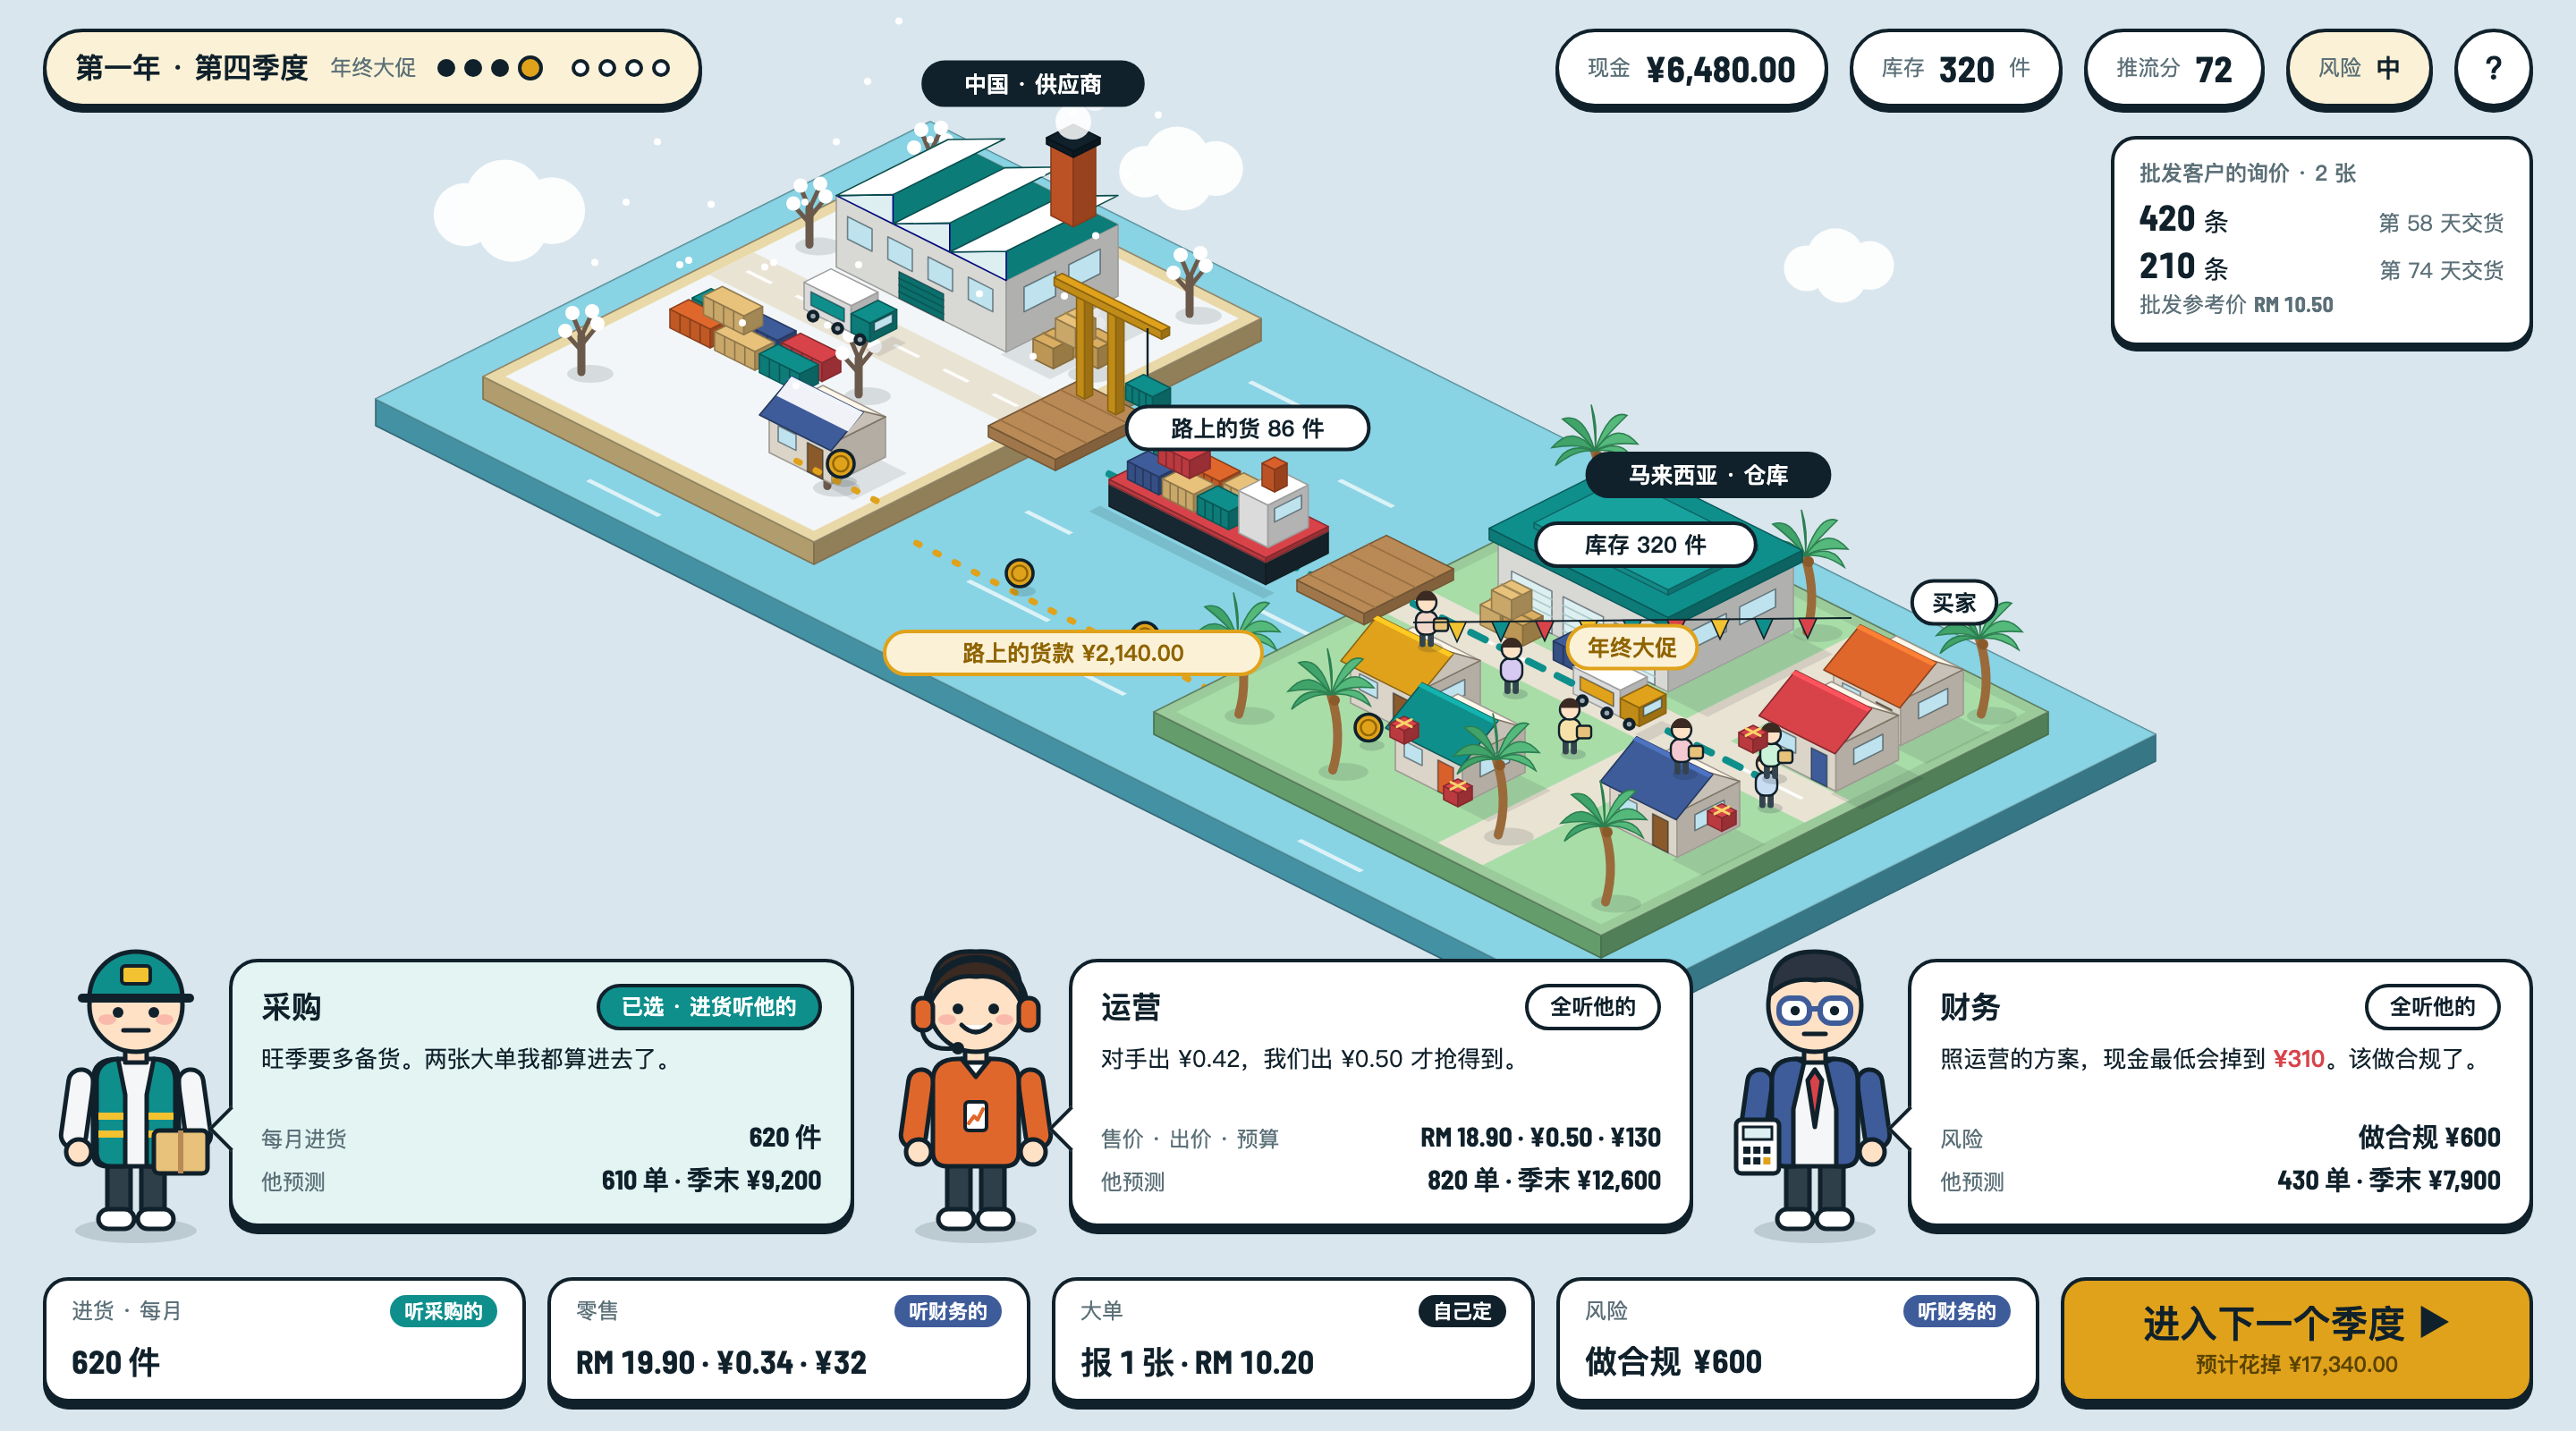 第一年 · 第四季度 年终大促
现金 ¥6,480.00
库存 320 件
推流分 72
风险 中
?
中国 · 供应商
批发客户的询价 · 2 张
420 条 第 58 天交货
210 条 第 74 天交货
批发参考价 RM 10.50
路上的货 86 件
马来西亚 · 仓库
库存 320 件
买家
年终大促
路上的货款 ¥2,140.00
采购 已选 · 进货听他的
旺季要多备货。两张大单我都算进去了。
每月进货 620 件
他预测 610 单 · 季末 ¥9,200
运营 全听他的
对手出 ¥0.42，我们出 ¥0.50 才抢得到。
售价 · 出价 · 预算 RM 18.90 · ¥0.50 · ¥130
他预测 820 单 · 季末 ¥12,600
财务 全听他的
照运营的方案，现金最低会掉到 ¥310。该做合规了。
风险 做合规 ¥600
他预测 430 单 · 季末 ¥7,900
进货 · 每月 听采购的
620 件
零售 听财务的
RM 19.90 · ¥0.34 · ¥32
大单 自己定
报 1 张 · RM 10.20
风险 听财务的
做合规 ¥600
进入下一个季度 ▶
预计花掉 ¥17,340.00